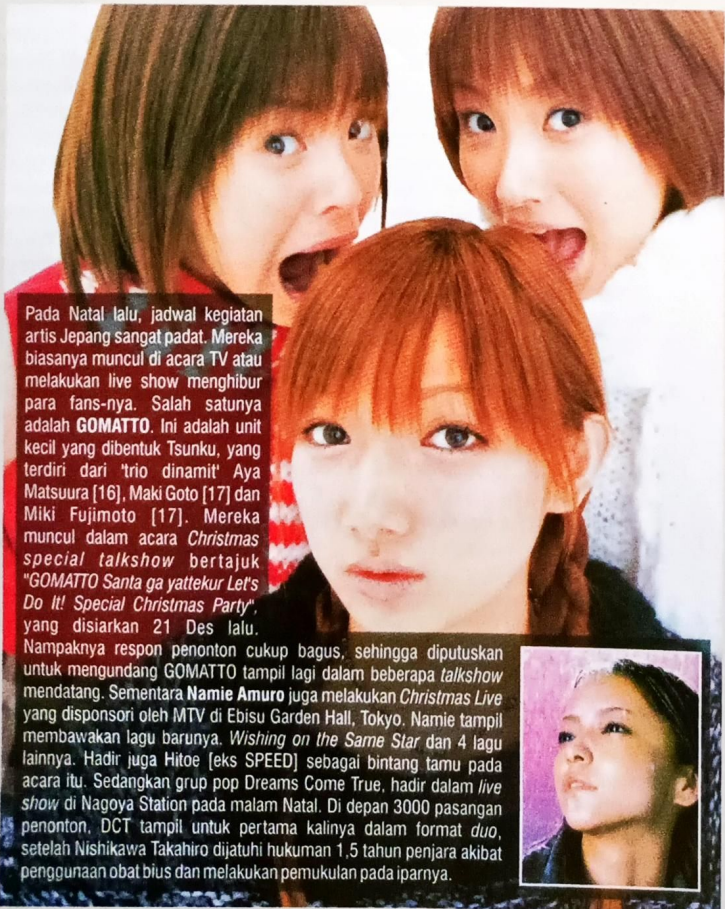 Pada Natal lalu, jadwal kegiatan
artis Jepang sangat padat. Mereka
biasanya muncul di acara TV atau
melakukan live show menghibur
para fans-nya. Salah satunya
adalah GOMATTO. Ini adalah unit
kecil yang dibentuk Tsunku, yang
terdiri dari 'trio dinamit' Aya
Matsuura [16], Maki Goto [17] dan
Miki Fujimoto [17]. Mereka
muncul dalam acara Christmas
special talkshow bertajuk
"GOMATTO Santa ga yattekur Let's
Do It! Special Christmas Party",
yang disiarkan 21 Des lalu.
Nampaknya respon penonton cukup bagus, sehingga diputuskan
untuk mengundang GOMATTO tampil lagi dalam beberapa talkshow
mendatang. Sementara Namie Amuro juga melakukan Christmas Live
yang disponsori oleh MTV di Ebisu Garden Hall, Tokyo. Namie tampil
membawakan lagu barunya. Wishing on the Same Star dan 4 lagu
lainnya. Hadir juga Hitoe [eks SPEED] sebagai bintang tamu pada
acara itu. Sedangkan grup pop Dreams Come True, hadir dalam live
show di Nagoya Station pada malam Natal. Di depan 3000 pasangan
penonton, DCT tampil untuk pertama kalinya dalam format duo,
setelah Nishikawa Takahiro dijatuhi hukuman 1,5 tahun penjara akibat
penggunaan obat bius dan melakukan pemukulan pada iparnya.